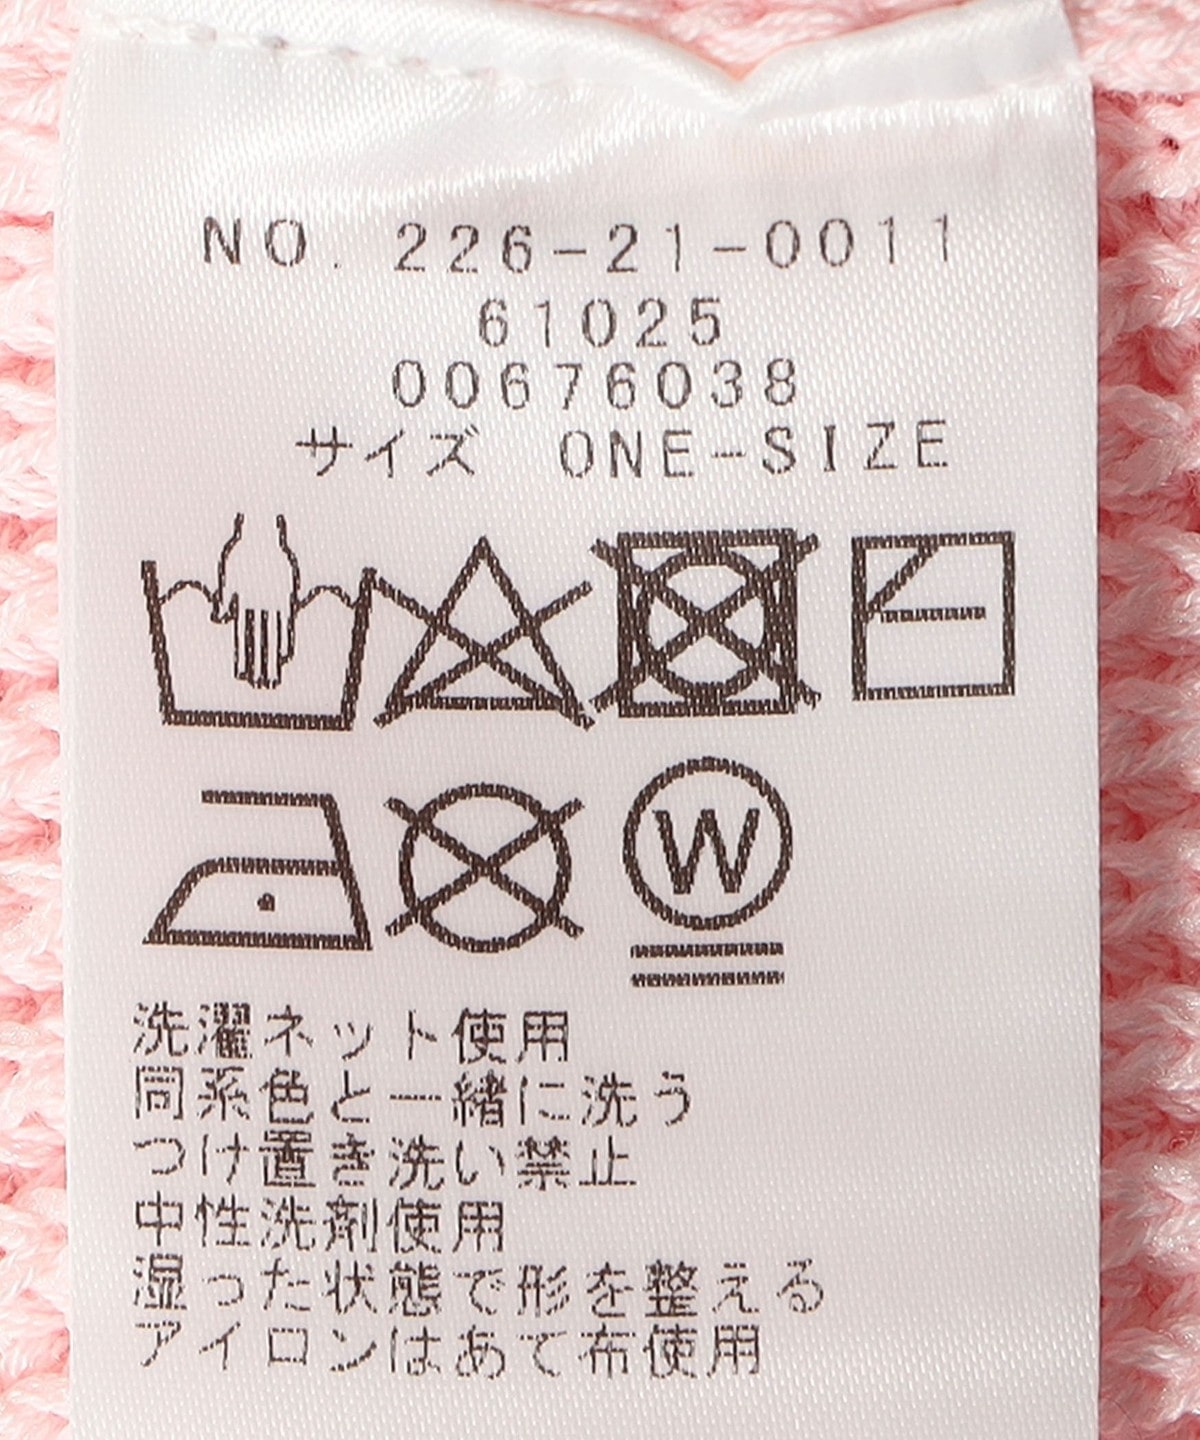 NO. 226-21-0011
61025
00676038
サイズ ONE-SIZE
W
洗濯ネット使用
同系色と一緒に洗う
つけ置き洗い禁止
中性洗剤使用
湿った状態で形を整える
アイロンはあて布使用